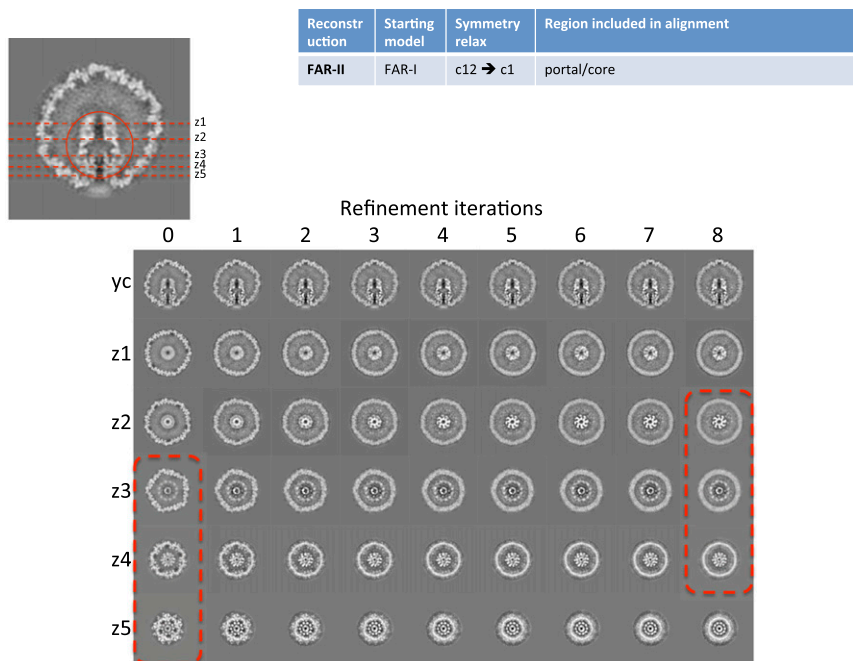 Reconstr Starting Symmetry Region included in alignment
uction model relax
FAR-II FAR-I c12 ➔ c1 portal/core
z1
z2
z3
z4
z5
Refinement iterations
0 1 2 3 4 5 6 7 8
yc
z1
z2
z3
z4
z5